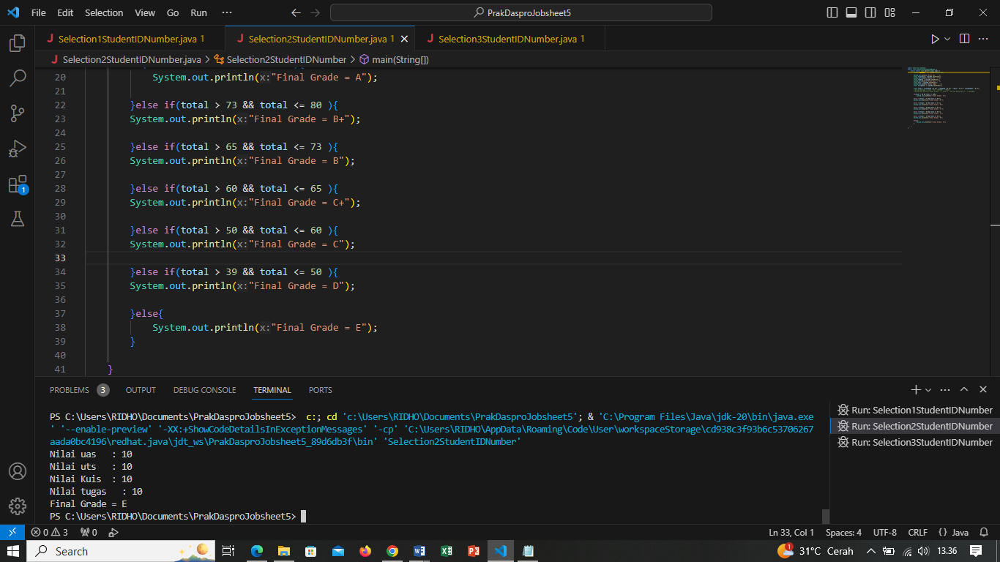 File Edit Selection View Go Run ··· PrakDasproJobsheet5
Selection1StudentIDNumber.java 1 Selection2StudentIDNumber.java 1 Selection3StudentIDNumber.java 1
Selection2StudentIDNumber.java > Selection2StudentIDNumber > main(String[])
20 System.out.println(x:"Final Grade = A");
21
22 }else if(total > 73 && total <= 80 ){
23 System.out.println(x:"Final Grade = B+");
24
25 }else if(total > 65 && total <= 73 ){
26 System.out.println(x:"Final Grade = B");
27
28 }else if(total > 60 && total <= 65 ){
29 System.out.println(x:"Final Grade = C+");
30
31 }else if(total > 50 && total <= 60 ){
32 System.out.println(x:"Final Grade = C");
33
34 }else if(total > 39 && total <= 50 ){
35 System.out.println(x:"Final Grade = D");
36
37 }else{
38 System.out.println(x:"Final Grade = E");
39 }
40
41 }
PROBLEMS 3 OUTPUT DEBUG CONSOLE TERMINAL PORTS
PS C:\Users\RIDHO\Documents\PrakDasproJobsheet5> c:; cd 'c:\Users\RIDHO\Documents\PrakDasproJobsheet5'; & 'C:\Program Files\Java\jdk-20\bin\java.exe
' '--enable-preview' '-XX:+ShowCodeDetailsInExceptionMessages' '-cp' 'C:\Users\RIDHO\AppData\Roaming\Code\User\workspaceStorage\cd938c3f93b6c53706267
aada0bc4196\redhat.java\jdt_ws\PrakDasproJobsheet5_89d6db3f\bin' 'Selection2StudentIDNumber'
Nilai uas : 10
Nilai uts : 10
Nilai Kuis : 10
Nilai tugas : 10
Final Grade = E
PS C:\Users\RIDHO\Documents\PrakDasproJobsheet5>
Run: Selection1StudentIDNumber
Run: Selection2StudentIDNumber
Run: Selection3StudentIDNumber
1
0 3 0 Ln 33, Col 1 Spaces: 4 UTF-8 CRLF {} Java
Search 1 31°C Cerah 13.36